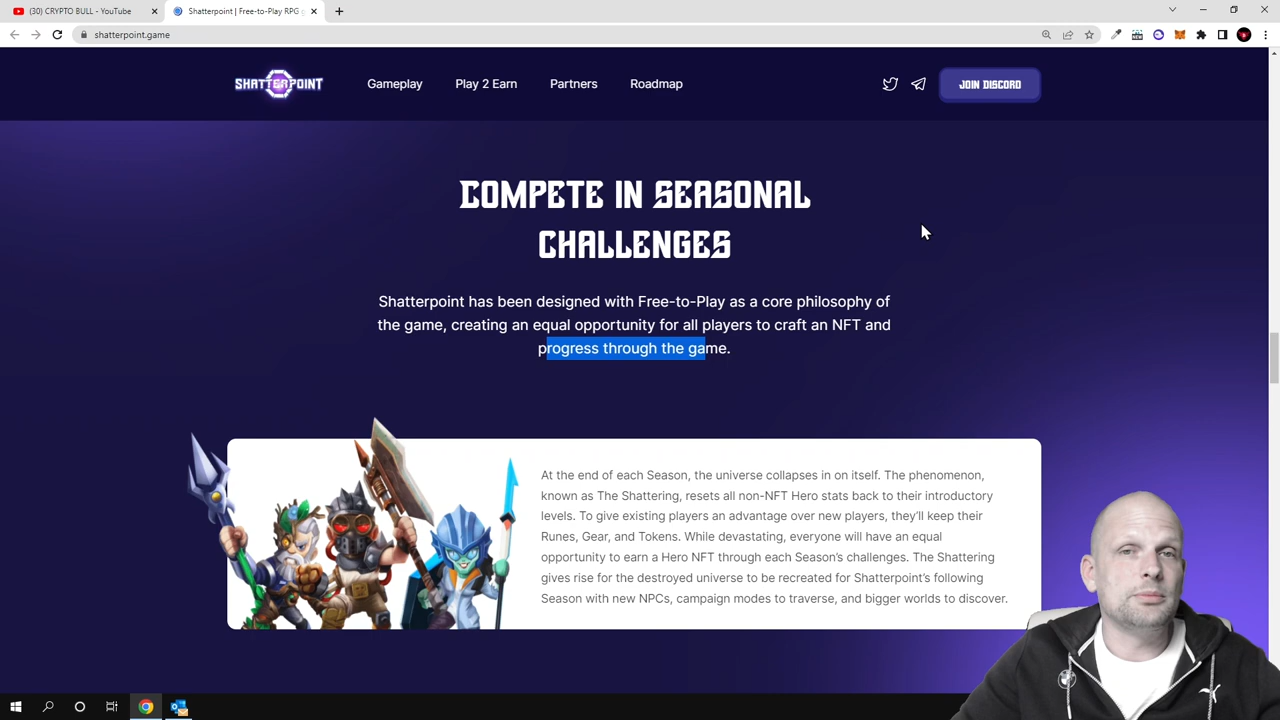 (30) CRYPTO BULL - YouTube
Shatterpoint | Free-to-Play RPG g
shatterpoint.game
SHATTERPOINT
Gameplay
Play 2 Earn
Partners
Roadmap
JOIN DISCORD
COMPETE IN SEASONAL
CHALLENGES
Shatterpoint has been designed with Free-to-Play as a core philosophy of
the game, creating an equal opportunity for all players to craft an NFT and
progress through the game.
At the end of each Season, the universe collapses in on itself. The phenomenon,
known as The Shattering, resets all non-NFT Hero stats back to their introductory
levels. To give existing players an advantage over new players, they'll keep their
Runes, Gear, and Tokens. While devastating, everyone will have an equal
opportunity to earn a Hero NFT through each Season's challenges. The Shattering
gives rise for the destroyed universe to be recreated for Shatterpoint's following
Season with new NPCs, campaign modes to traverse, and bigger worlds to discover.